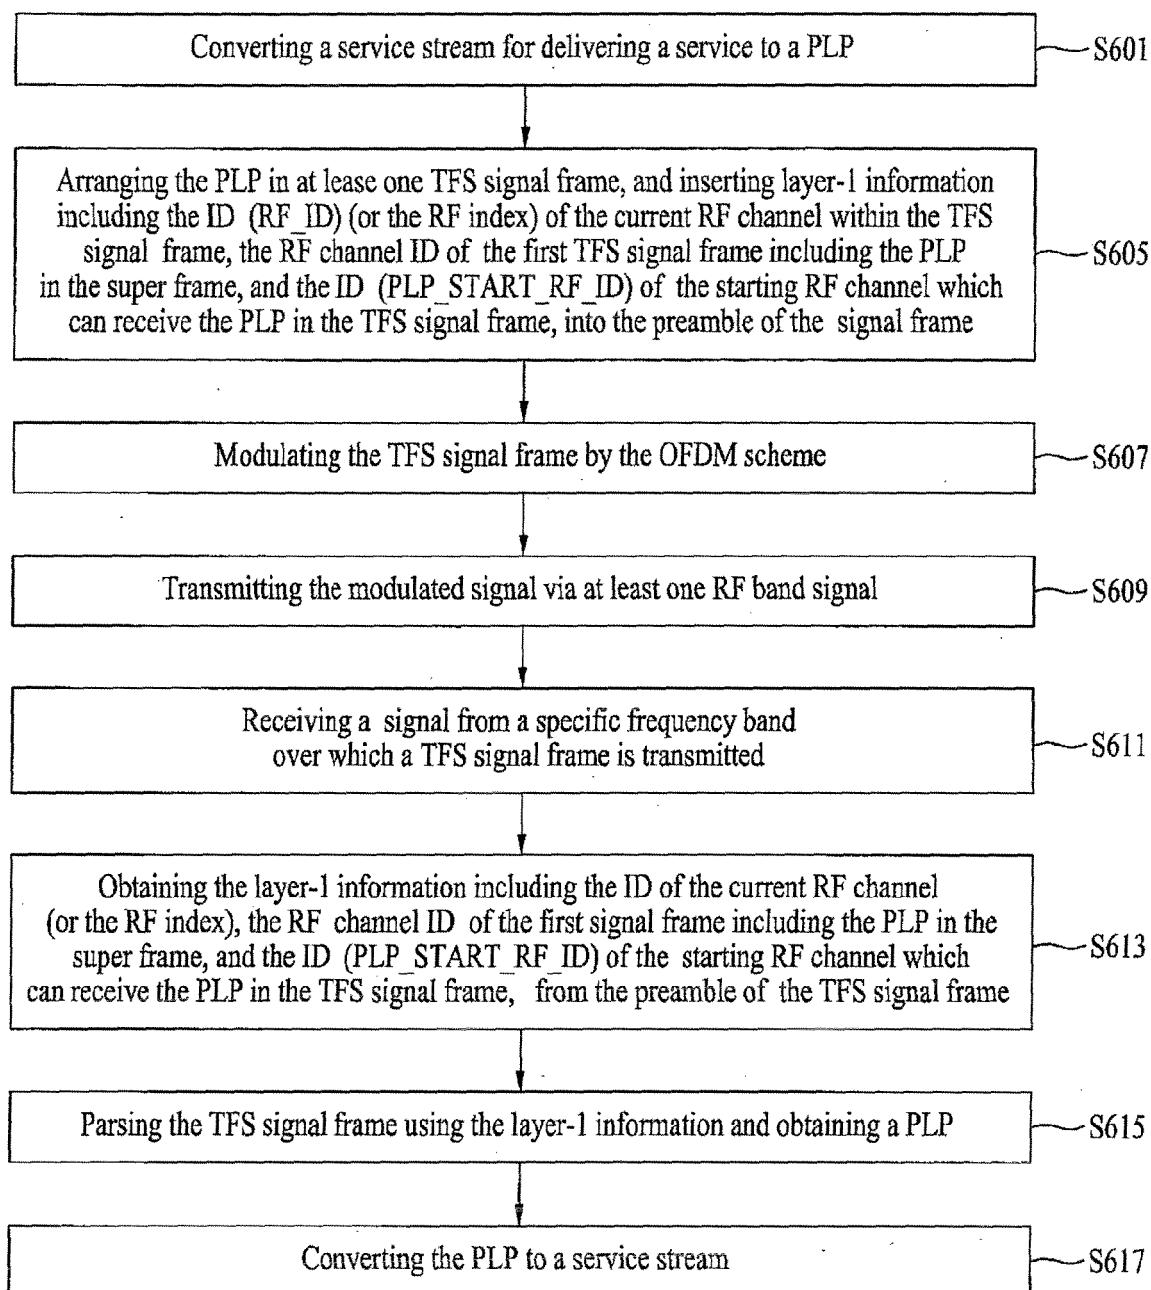 Converting a service stream for delivering a service to a PLP
S601
Arranging the PLP in at lease one TFS signal frame, and inserting layer-1 information
including the ID (RF_ID) (or the RF index) of the current RF channel within the TFS
signal frame, the RF channel ID of the first TFS signal frame including the PLP
in the super frame, and the ID (PLP_START_RF_ID) of the starting RF channel which
can receive the PLP in the TFS signal frame, into the preamble of the signal frame
S605
Modulating the TFS signal frame by the OFDM scheme
S607
Transmitting the modulated signal via at least one RF band signal
S609
Receiving a signal from a specific frequency band
over which a TFS signal frame is transmitted
S611
Obtaining the layer-1 information including the ID of the current RF channel
(or the RF index), the RF channel ID of the first signal frame including the PLP in the
super frame, and the ID (PLP_START_RF_ID) of the starting RF channel which
can receive the PLP in the TFS signal frame, from the preamble of the TFS signal frame
S613
Parsing the TFS signal frame using the layer-1 information and obtaining a PLP
S615
Converting the PLP to a service stream
S617